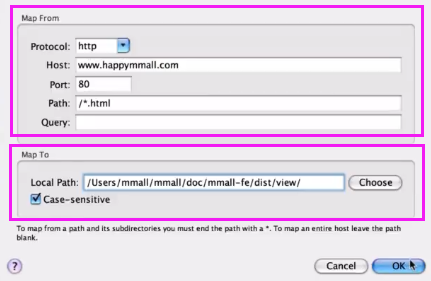 Map From
Protocol: http
Host: www.happymmall.com
Port: 80
Path: /*.html
Query:
Map To
Local Path: /Users/mmall/mmall/doc/mmall-fe/dist/view/ Choose
Case-sensitive
To map from a path and its subdirectories you must end the path with a *. To map an entire host leave the path
blank.
? Cancel OK